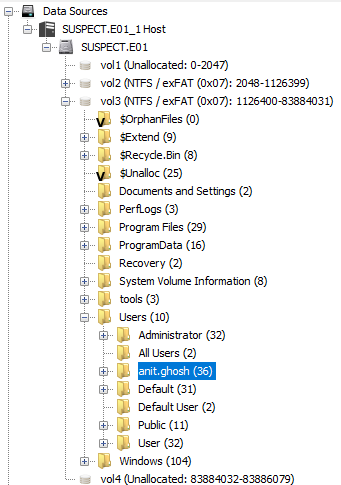 Data Sources
SUSPECT.E01_1 Host
SUSPECT.E01
vol1 (Unallocated: 0-2047)
vol2 (NTFS / exFAT (0x07): 2048-1126399)
vol3 (NTFS / exFAT (0x07): 1126400-83884031)
$OrphanFiles (0)
$Extend (9)
$Recycle.Bin (8)
$Unalloc (25)
Documents and Settings (2)
PerfLogs (3)
Program Files (29)
ProgramData (16)
Recovery (2)
System Volume Information (8)
tools (3)
Users (10)
Administrator (32)
All Users (2)
anit.ghosh (36)
Default (31)
Default User (2)
Public (11)
User (32)
Windows (104)
vol4 (Unallocated: 83884032-83886079)